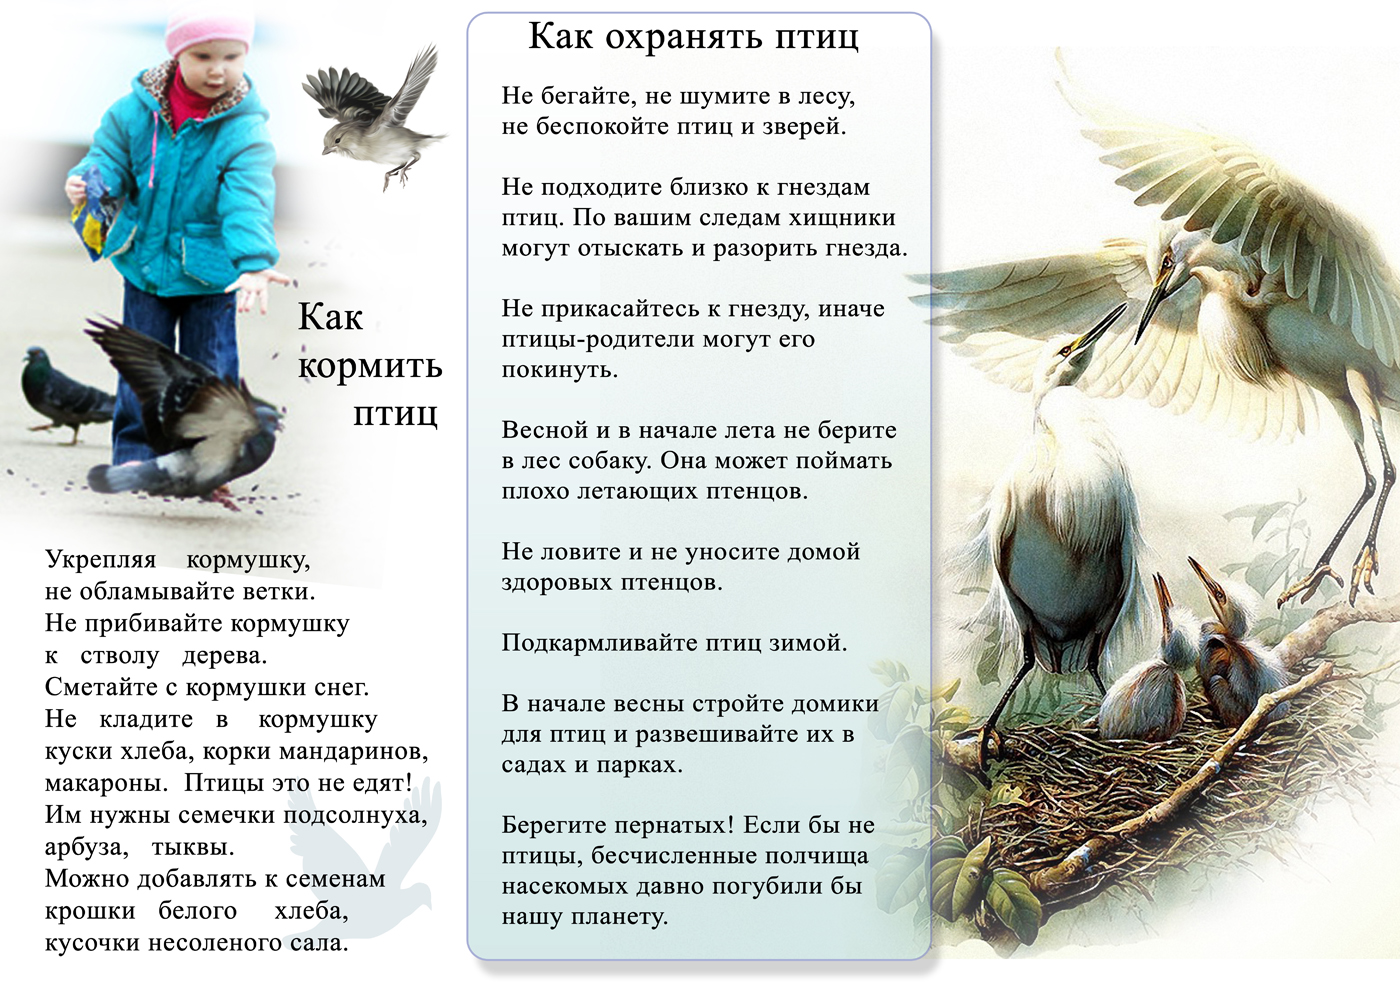 Как
кормить
птиц
Укрепляя кормушку,
не обламывайте ветки.
Не прибивайте кормушку
к стволу дерева.
Сметайте с кормушки снег.
Не кладите в кормушку
куски хлеба, корки мандаринов,
макароны. Птицы это не едят!
Им нужны семечки подсолнуха,
арбуза, тыквы.
Можно добавлять к семенам
крошки белого хлеба,
кусочки несоленого сала.
Как охранять птиц
Не бегайте, не шумите в лесу,
не беспокойте птиц и зверей.
Не подходите близко к гнездам
птиц. По вашим следам хищники
могут отыскать и разорить гнезда.
Не прикасайтесь к гнезду, иначе
птицы-родители могут его
покинуть.
Весной и в начале лета не берите
в лес собаку. Она может поймать
плохо летающих птенцов.
Не ловите и не уносите домой
здоровых птенцов.
Подкармливайте птиц зимой.
В начале весны стройте домики
для птиц и развешивайте их в
садах и парках.
Берегите пернатых! Если бы не
птицы, бесчисленные полчища
насекомых давно погубили бы
нашу планету.